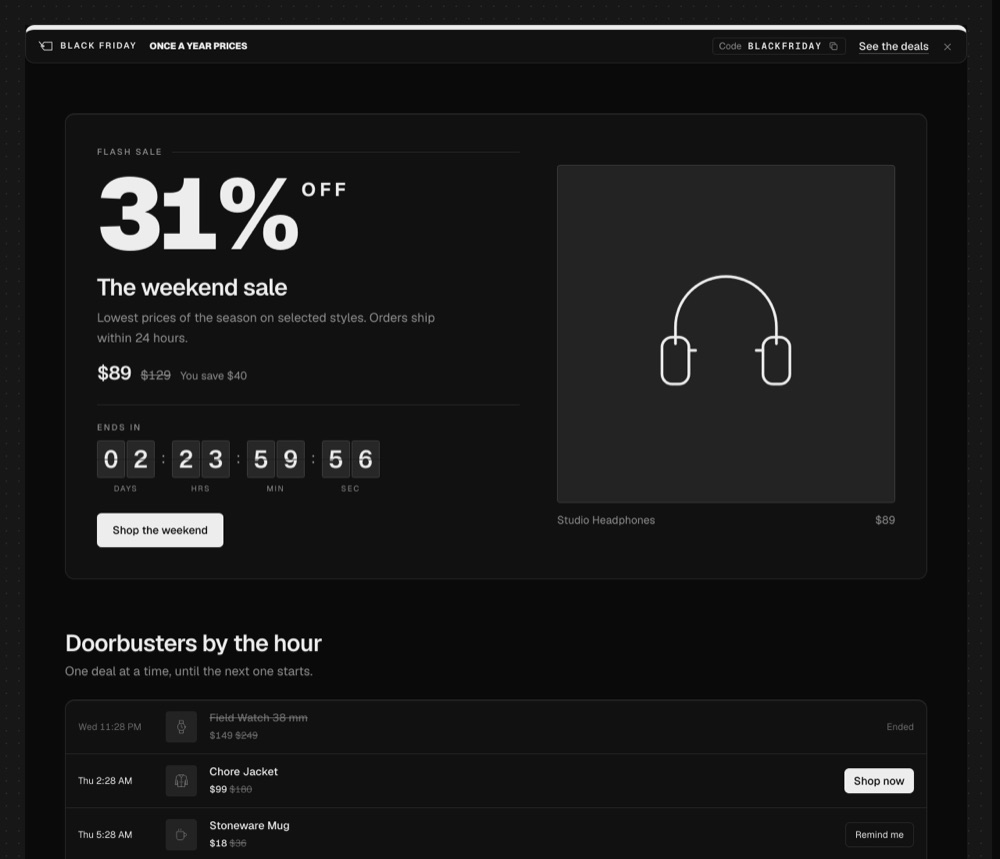 BLACK FRIDAY ONCE A YEAR PRICES Code BLACKFRIDAY See the deals
FLASH SALE
31% OFF
The weekend sale
Lowest prices of the season on selected styles. Orders ship
within 24 hours.
$89 $129 You save $40
ENDS IN
02 : 23 : 59 : 56
DAYS HRS MIN SEC
Shop the weekend
Studio Headphones $89
Doorbusters by the hour
One deal at a time, until the next one starts.
Wed 11:28 PM Field Watch 38 mm Ended
$149 $249
Thu 2:28 AM Chore Jacket Shop now
$99 $180
Thu 5:28 AM Stoneware Mug Remind me
$18 $36